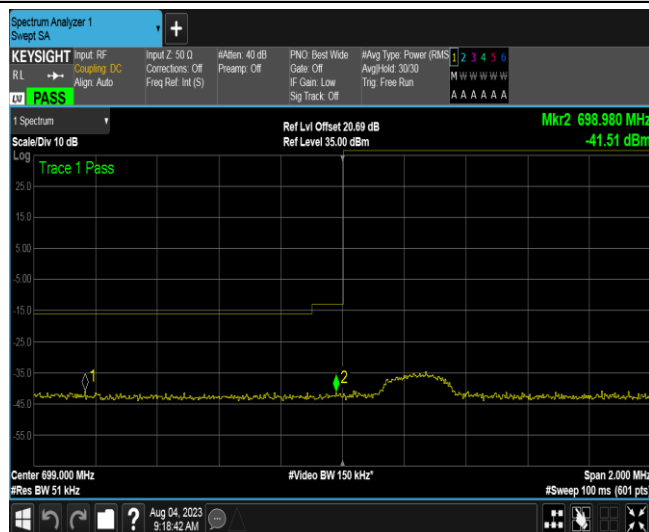 Spectrum Analyzer 1
Swept SA
KEYSIGHT
RL
LXI PASS
Input: RF
Coupling: DC
Align: Auto
Input Z: 50 Ω
Corrections: Off
Freq Ref: Int (S)
#Atten: 40 dB
Preamp: Off
PNO: Best Wide
Gate: Off
IF Gain: Low
Sig Track: Off
#Avg Type: Power (RMS
Avg|Hold: 30/30
Trig: Free Run
1 2 3 4 5 6
M W W W W W
A A A A A A
1 Spectrum
Scale/Div 10 dB
Ref Lvl Offset 20.69 dB
Ref Level 35.00 dBm
Mkr2 698.980 MHz
-41.51 dBm
Log
Trace 1 Pass
25.0
15.0
5.00
-5.00
-15.0
-25.0
-35.0
-45.0
-55.0
1
2
Center 699.000 MHz
#Res BW 51 kHz
#Video BW 150 kHz*
Span 2.000 MHz
#Sweep 100 ms (601 pts)
?
Aug 04, 2023
9:18:42 AM